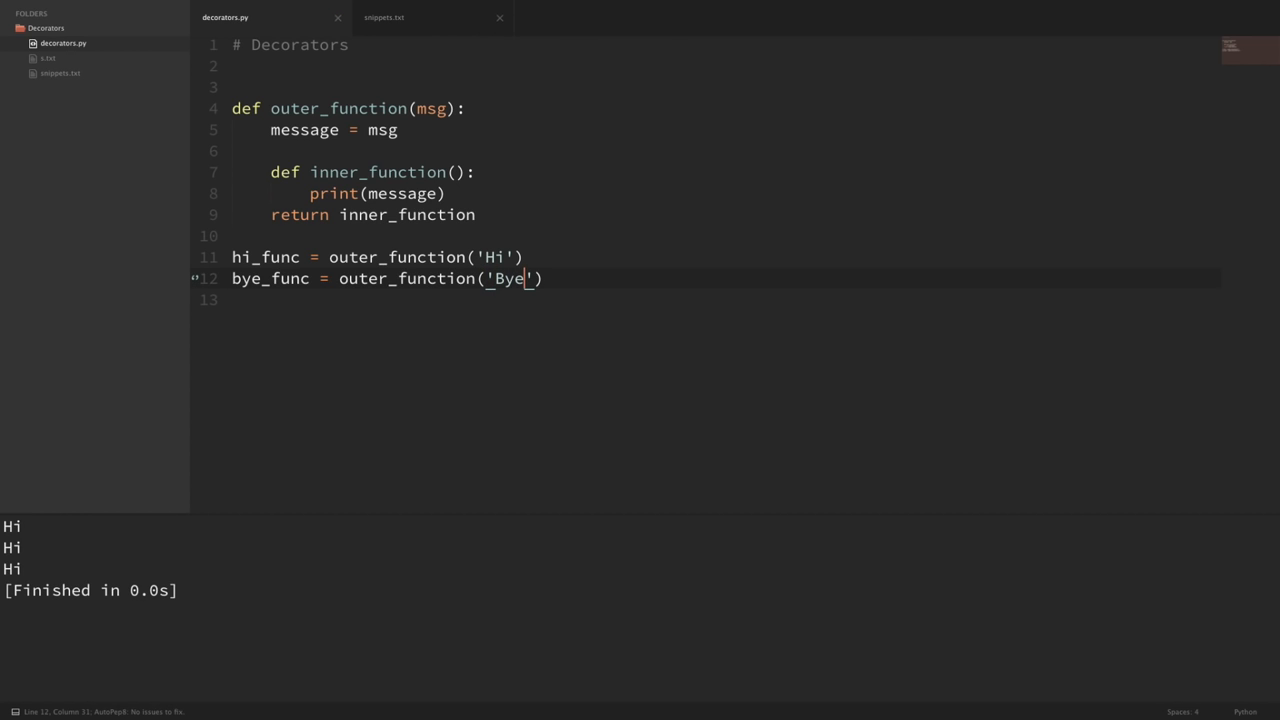 FOLDERS
Decorators
decorators.py
s.txt
snippets.txt
decorators.py
snippets.txt
1 # Decorators
2
3
4 def outer_function(msg):
5 message = msg
6
7 def inner_function():
8 print(message)
9 return inner_function
10
11 hi_func = outer_function('Hi')
12 bye_func = outer_function('Bye')
13
Hi
Hi
Hi
[Finished in 0.0s]
Line 12, Column 31; AutoPep8: No issues to fix.
Spaces: 4
Python